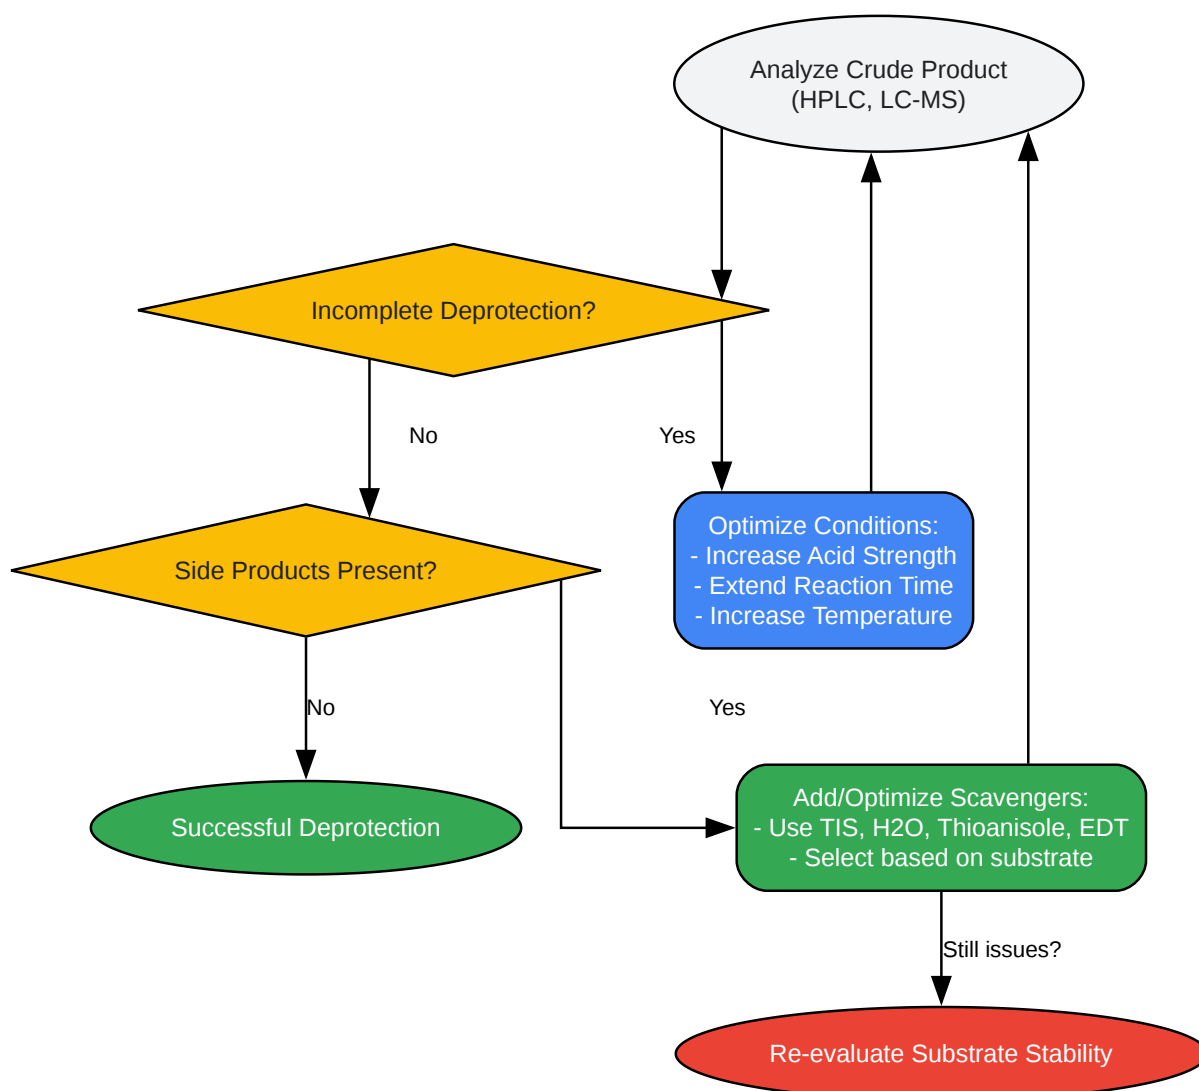 Analyze Crude Product
(HPLC, LC-MS)
Incomplete Deprotection?
No
Yes
Optimize Conditions:
- Increase Acid Strength
- Extend Reaction Time
- Increase Temperature
Side Products Present?
No
Yes
Successful Deprotection
Add/Optimize Scavengers:
- Use TIS, H2O, Thioanisole, EDT
- Select based on substrate
Still issues?
Re-evaluate Substrate Stability